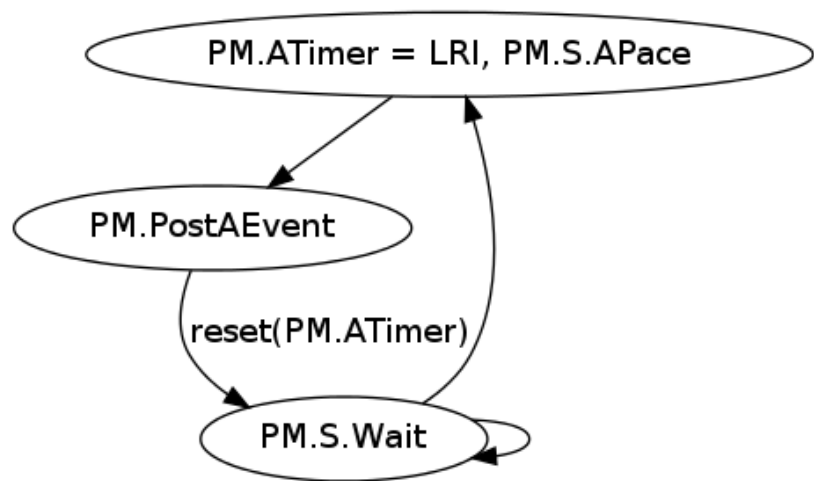 PM.ATimer = LRI, PM.S.APace
PM.PostAEvent
reset(PM.ATimer)
PM.S.Wait